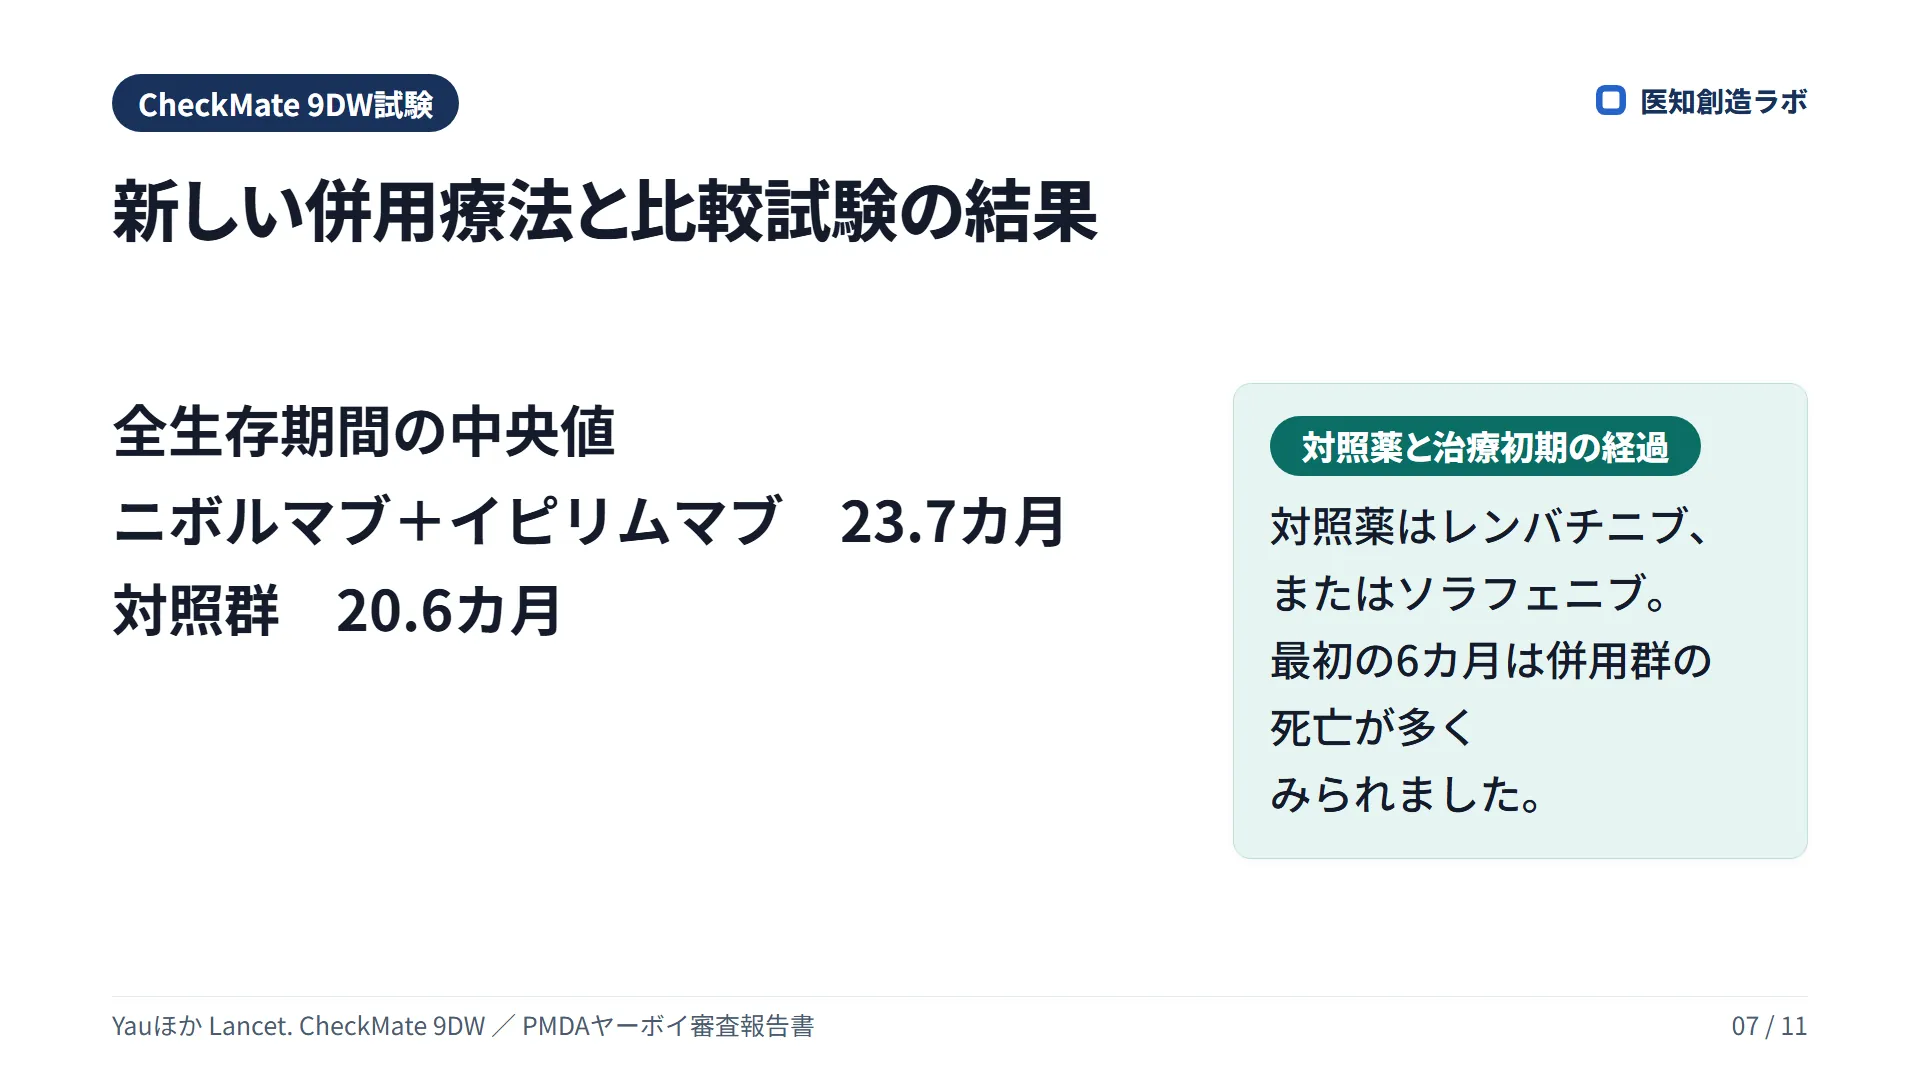 CheckMate 9DW試験
医知創造ラボ
新しい併用療法と比較試験の結果
全生存期間の中央値
ニボルマブ＋イピリムマブ　23.7カ月
対照群　20.6カ月
対照薬と治療初期の経過
対照薬はレンバチニブ、
またはソラフェニブ。
最初の6カ月は併用群の
死亡が多く
みられました。
Yauほか Lancet. CheckMate 9DW ／ PMDAヤーボイ審査報告書
07 / 11